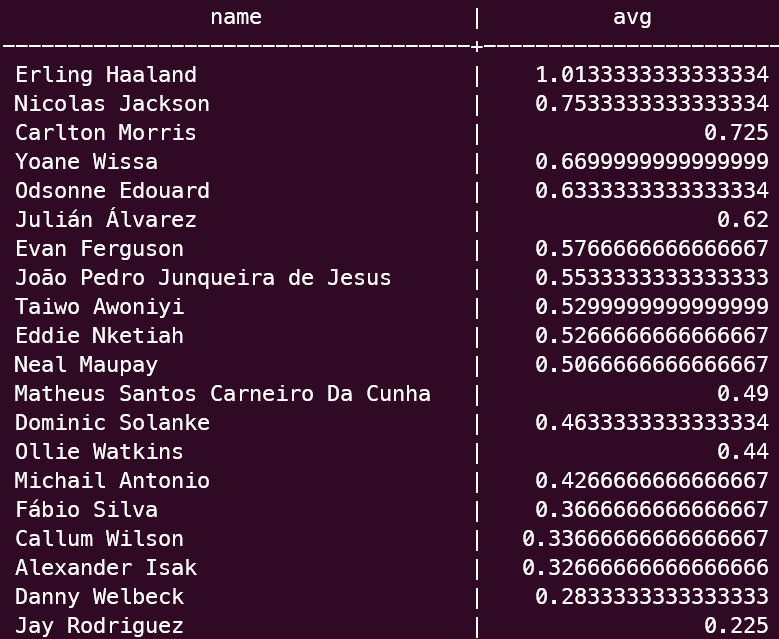 name | avg
------------------------------------+----------------------
Erling Haaland | 1.0133333333333334
Nicolas Jackson | 0.7533333333333334
Carlton Morris | 0.725
Yoane Wissa | 0.6699999999999999
Odsonne Edouard | 0.6333333333333334
Julián Álvarez | 0.62
Evan Ferguson | 0.5766666666666667
João Pedro Junqueira de Jesus | 0.5533333333333333
Taiwo Awoniyi | 0.5299999999999999
Eddie Nketiah | 0.5266666666666667
Neal Maupay | 0.5066666666666667
Matheus Santos Carneiro Da Cunha | 0.49
Dominic Solanke | 0.4633333333333334
Ollie Watkins | 0.44
Michail Antonio | 0.4266666666666667
Fábio Silva | 0.3666666666666667
Callum Wilson | 0.33666666666666667
Alexander Isak | 0.32666666666666666
Danny Welbeck | 0.2833333333333333
Jay Rodriguez | 0.225